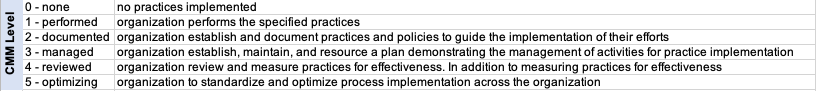 CMM Level
0 - none no practices implemented
1 - performed organization performs the specified practices
2 - documented organization establish and document practices and policies to guide the implementation of their efforts
3 - managed organization establish, maintain, and resource a plan demonstrating the management of activities for practice implementation
4 - reviewed organization review and measure practices for effectiveness. In addition to measuring practices for effectiveness
5 - optimizing organization to standardize and optimize process implementation across the organization